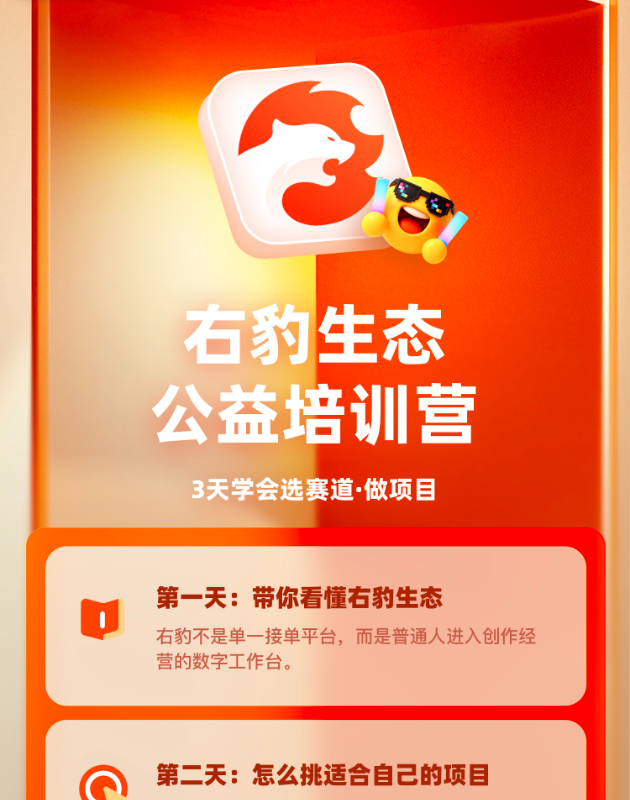 右豹生态
公益培训营
3天学会选赛道·做项目
第一天：带你看懂右豹生态
右豹不是单一接单平台，而是普通人进入创作经
营的数字工作台。
第二天：怎么挑适合自己的项目